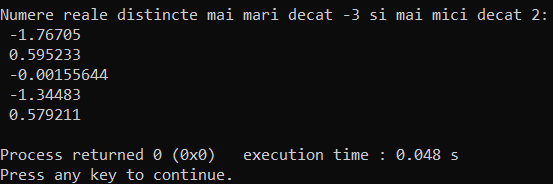 Numere reale distincte mai mari decat -3 si mai mici decat 2:
-1.76705
0.595233
-0.00155644
-1.34483
0.579211
Process returned 0 (0x0)   execution time : 0.048 s
Press any key to continue.